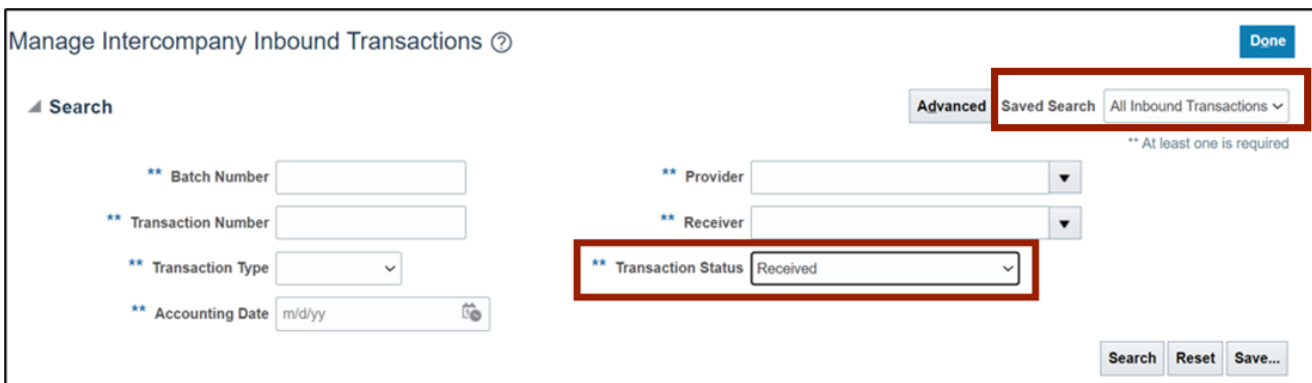 Manage Intercompany Inbound Transactions ?
Done
Search
Advanced Saved Search All Inbound Transactions
** At least one is required
** Batch Number
** Provider
** Transaction Number
** Receiver
** Transaction Type
** Transaction Status Received
** Accounting Date m/d/yy
Search Reset Save...